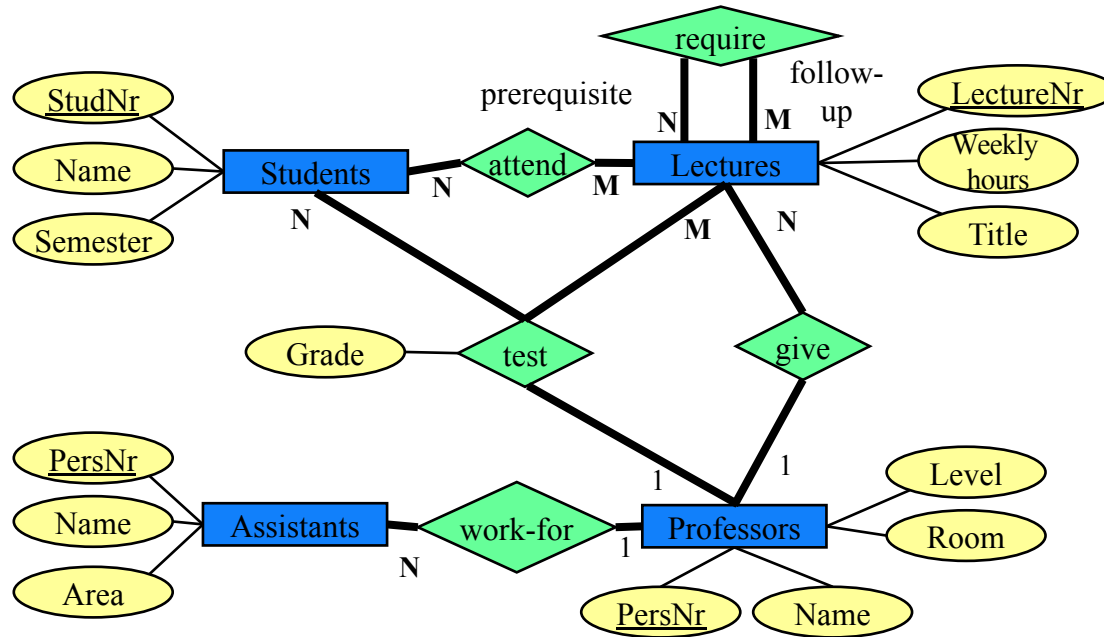 require
prerequisite
follow-
up
N
M
StudNr
Name
Semester
Students
N
attend
M
Lectures
LectureNr
Weekly
hours
Title
N
M
N
Grade
test
give
1
1
PersNr
Name
Area
Assistants
N
work-for
1
Professors
Level
Room
PersNr
Name